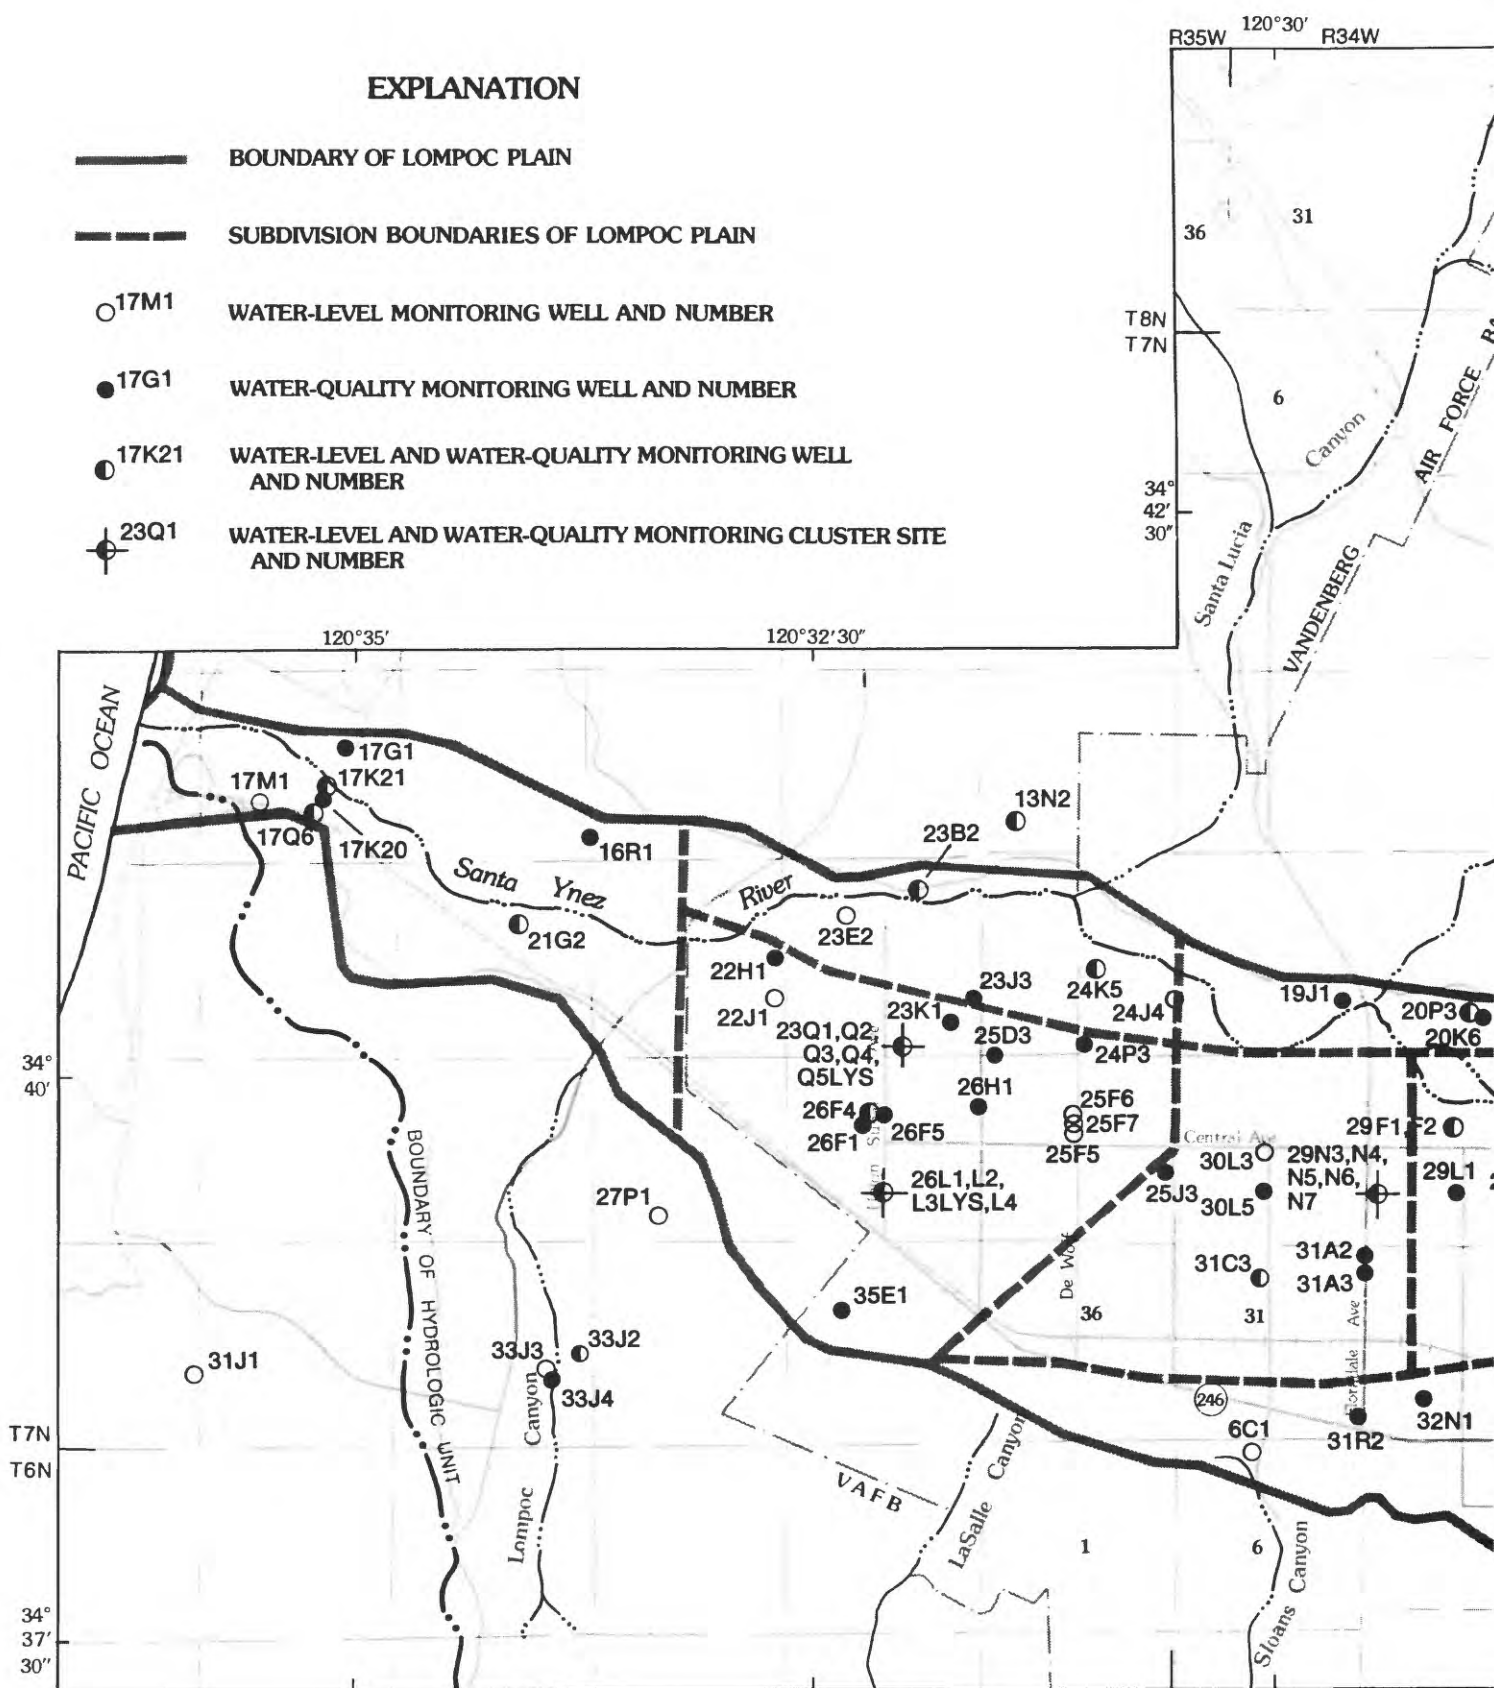 EXPLANATION
BOUNDARY OF LOMPOC PLAIN
SUBDIVISION BOUNDARIES OF LOMPOC PLAIN
17M1 WATER-LEVEL MONITORING WELL AND NUMBER
17G1 WATER-QUALITY MONITORING WELL AND NUMBER
17K21 WATER-LEVEL AND WATER-QUALITY MONITORING WELL
AND NUMBER
23Q1 WATER-LEVEL AND WATER-QUALITY MONITORING CLUSTER SITE
AND NUMBER
120°30′
R35W R34W
36
31
T8N
T7N
6
Canyon
AIR FORCE
VANDENBERG
34°
42′
30″
Santa Lucia
120°35′
120°32′30″
PACIFIC OCEAN
17G1
17K21
17M1
17Q6
17K20
16R1
13N2
23B2
Santa Ynez River
21G2
23E2
22H1
22J1
23J3
24K5
24J4
19J1
20P3
20K6
23K1
23Q1,Q2
Q3,Q4,
Q5LYS
25D3
24P3
34°
40′
26H1
26F4
26F1
26F5
25F6
25F7
25F5
Central Ave
30L3
29N3,N4,
N5,N6,
N7
29F1,F2
29L1
25J3
30L5
26L1,L2,
L3LYS,L4
27P1
De Wolf
31C3
31A2
31A3
Ave
36
31
35E1
BOUNDARY OF HYDROLOGIC UNIT
31J1
33J3
33J2
33J4
Lompoc Canyon
246
6C1
31R2
32N1
T7N
T6N
VAFB
LaSalle Canyon
1
6
Sloans Canyon
34°
37′
30″